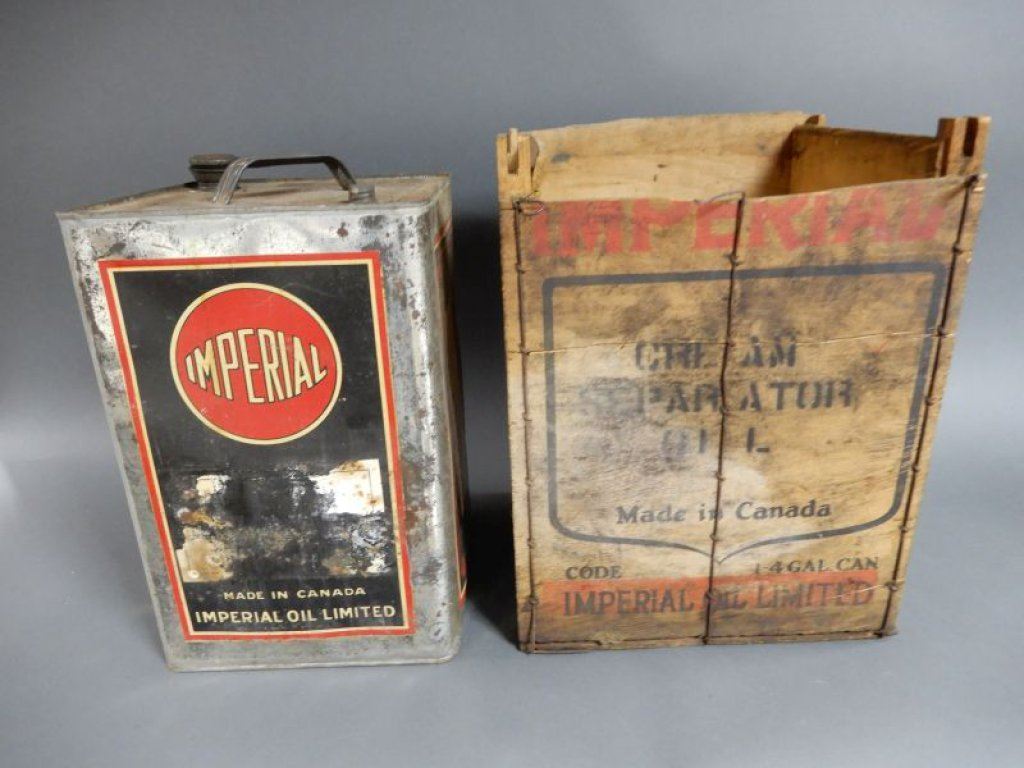 IMPERIAL
MADE IN CANADA
IMPERIAL OIL LIMITED
IMPERIAL
CREAM
SEPARATOR
OIL
Made in Canada
CODE 1-4 GAL CAN
IMPERIAL OIL LIMITED